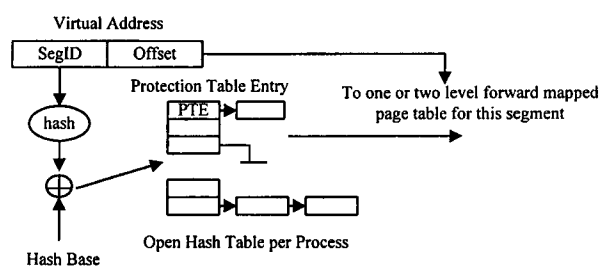 Virtual Address
SegID Offset
Protection Table Entry
To one or two level forward mapped
page table for this segment
PTE
hash
Open Hash Table per Process
Hash Base